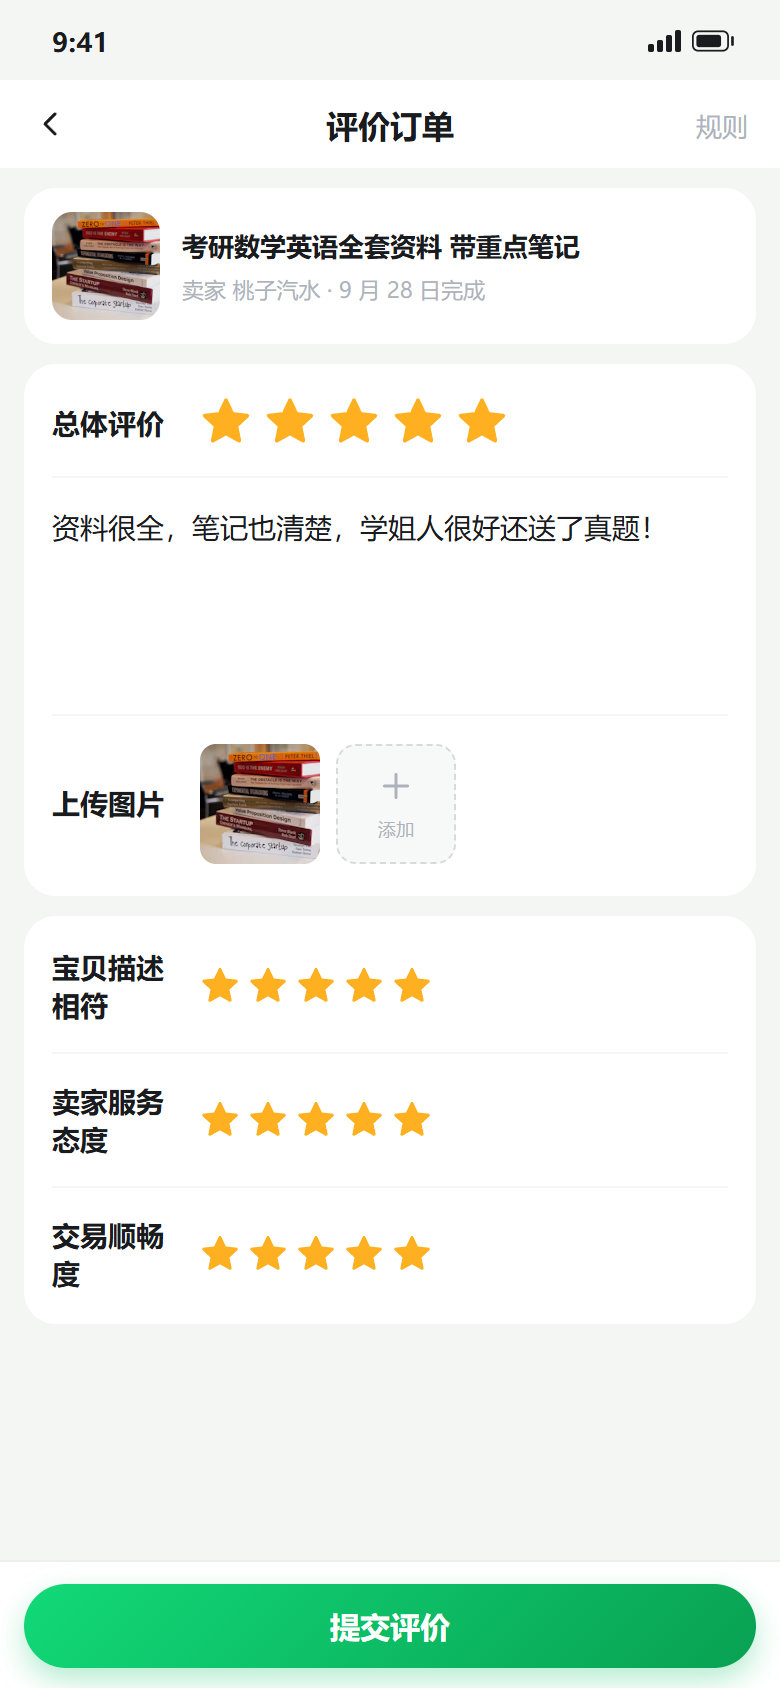 9:41
评价订单
规则
考研数学英语全套资料 带重点笔记
卖家 桃子汽水 · 9 月 28 日完成
总体评价
资料很全，笔记也清楚，学姐人很好还送了真题！
上传图片
添加
宝贝描述
相符
卖家服务
态度
交易顺畅
度
提交评价